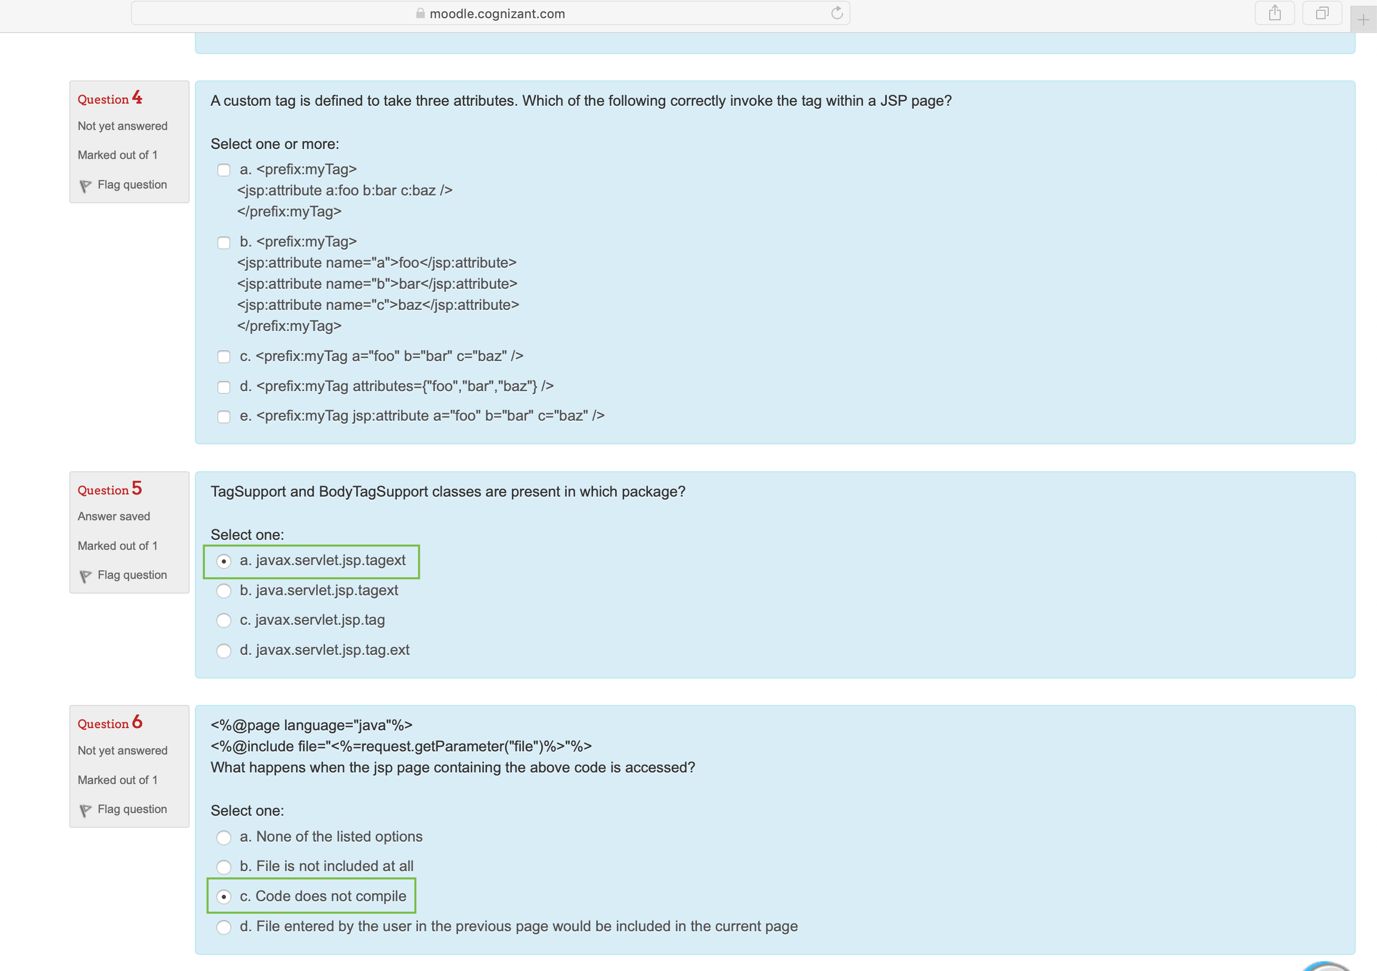 moodle.cognizant.com
Question 4
Not yet answered
Marked out of 1
Flag question
A custom tag is defined to take three attributes. Which of the following correctly invoke the tag within a JSP page?
Select one or more:
a. <prefix:myTag>
<jsp:attribute a:foo b:bar c:baz />
</prefix:myTag>
b. <prefix:myTag>
<jsp:attribute name="a">foo</jsp:attribute>
<jsp:attribute name="b">bar</jsp:attribute>
<jsp:attribute name="c">baz</jsp:attribute>
</prefix:myTag>
c. <prefix:myTag a="foo" b="bar" c="baz" />
d. <prefix:myTag attributes={"foo","bar","baz"} />
e. <prefix:myTag jsp:attribute a="foo" b="bar" c="baz" />
Question 5
Answer saved
Marked out of 1
Flag question
TagSupport and BodyTagSupport classes are present in which package?
Select one:
a. javax.servlet.jsp.tagext
b. java.servlet.jsp.tagext
c. javax.servlet.jsp.tag
d. javax.servlet.jsp.tag.ext
Question 6
Not yet answered
Marked out of 1
Flag question
<%@page language="java"%>
<%@include file="<%=request.getParameter("file")%>"%>
What happens when the jsp page containing the above code is accessed?
Select one:
a. None of the listed options
b. File is not included at all
c. Code does not compile
d. File entered by the user in the previous page would be included in the current page